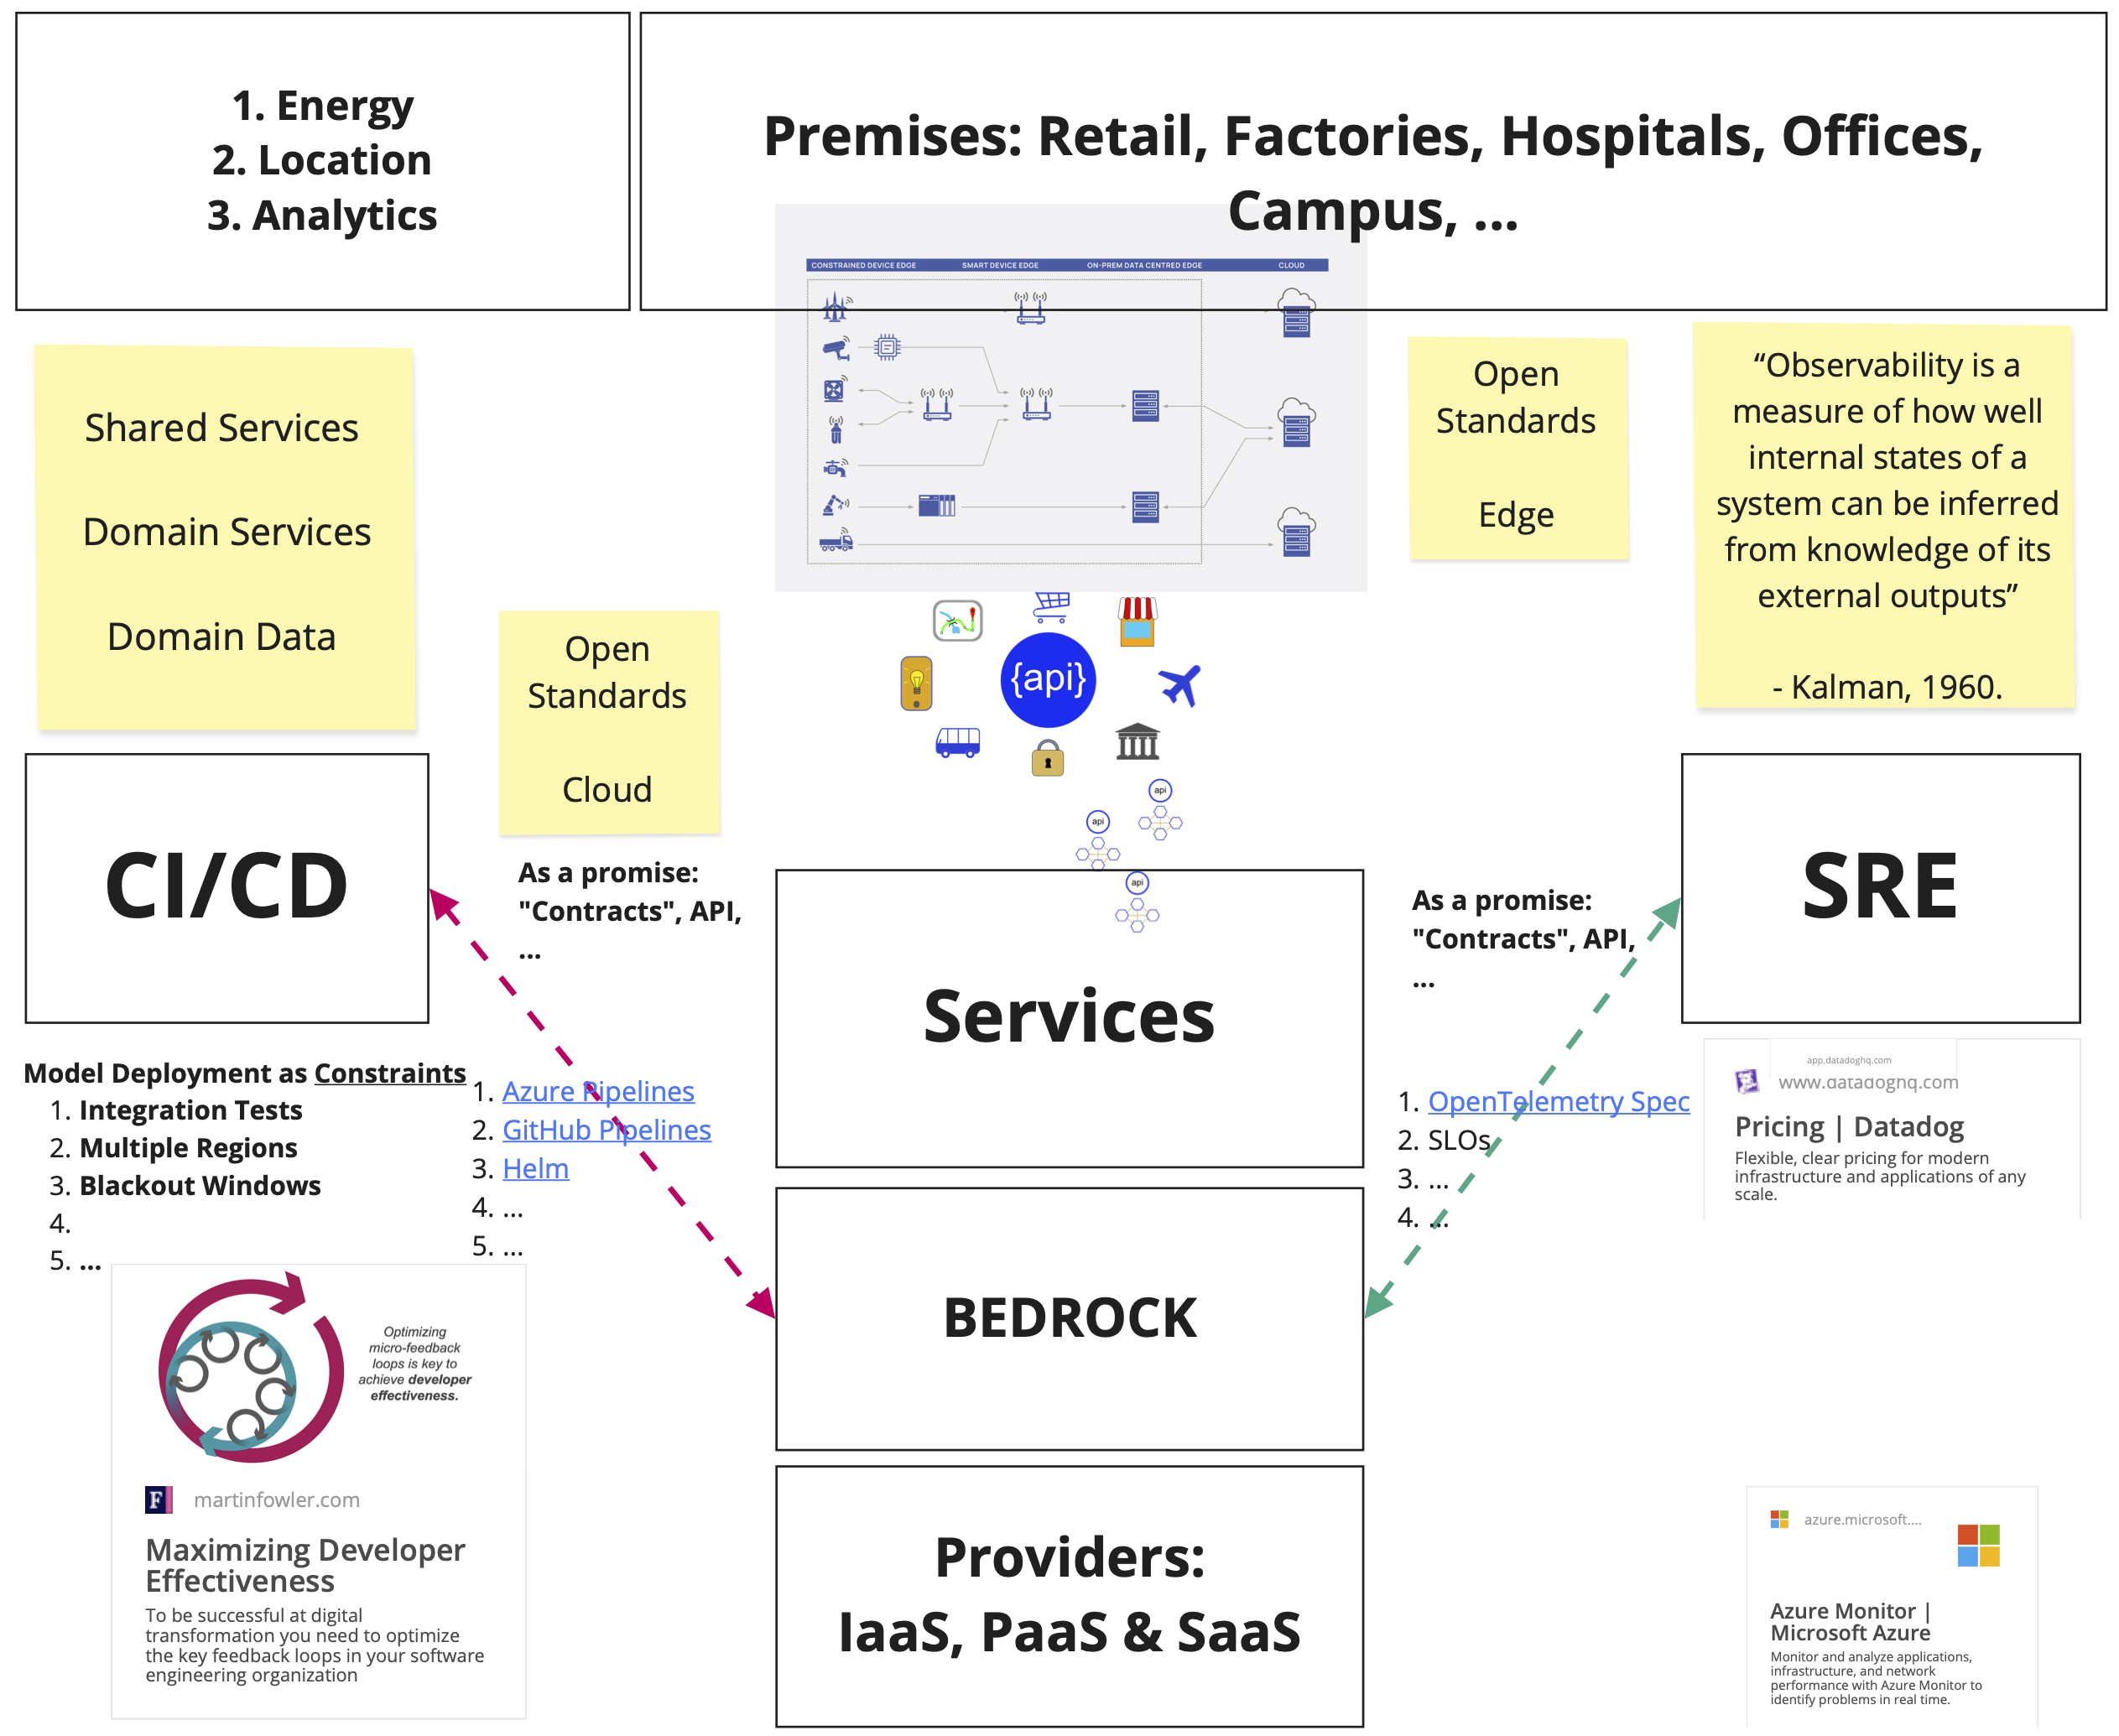 1. Energy
2. Location
3. Analytics
Premises: Retail, Factories, Hospitals, Offices,
Campus, ...
CONSTRAINED DEVICE EDGE
SMART DEVICE EDGE
ON-PREM DATA CENTRED EDGE
CLOUD
Shared Services
Domain Services
Domain Data
Open
Standards
Cloud
Open
Standards
Edge
“Observability is a
measure of how well
internal states of a
system can be inferred
from knowledge of its
external outputs”
- Kalman, 1960.
{api}
api
api
api
CI/CD
As a promise:
"Contracts", API,
...
Services
As a promise:
"Contracts", API,
...
SRE
Model Deployment as Constraints
1. Integration Tests
2. Multiple Regions
3. Blackout Windows
4.
5. ...
1. Azure Pipelines
2. GitHub Pipelines
3. Helm
4. ...
5. ...
1. OpenTelemetry Spec
2. SLOs
3. ...
4. ...
app.datadoghq.com
www.datadoghq.com
Pricing | Datadog
Flexible, clear pricing for modern
infrastructure and applications of any
scale.
BEDROCK
Optimizing
micro-feedback
loops is key to
achieve developer
effectiveness.
F
martinfowler.com
Maximizing Developer
Effectiveness
To be successful at digital
transformation you need to optimize
the key feedback loops in your software
engineering organization
Providers:
IaaS, PaaS & SaaS
azure.microsoft....
Azure Monitor |
Microsoft Azure
Monitor and analyze applications,
infrastructure, and network
performance with Azure Monitor to
identify problems in real time.